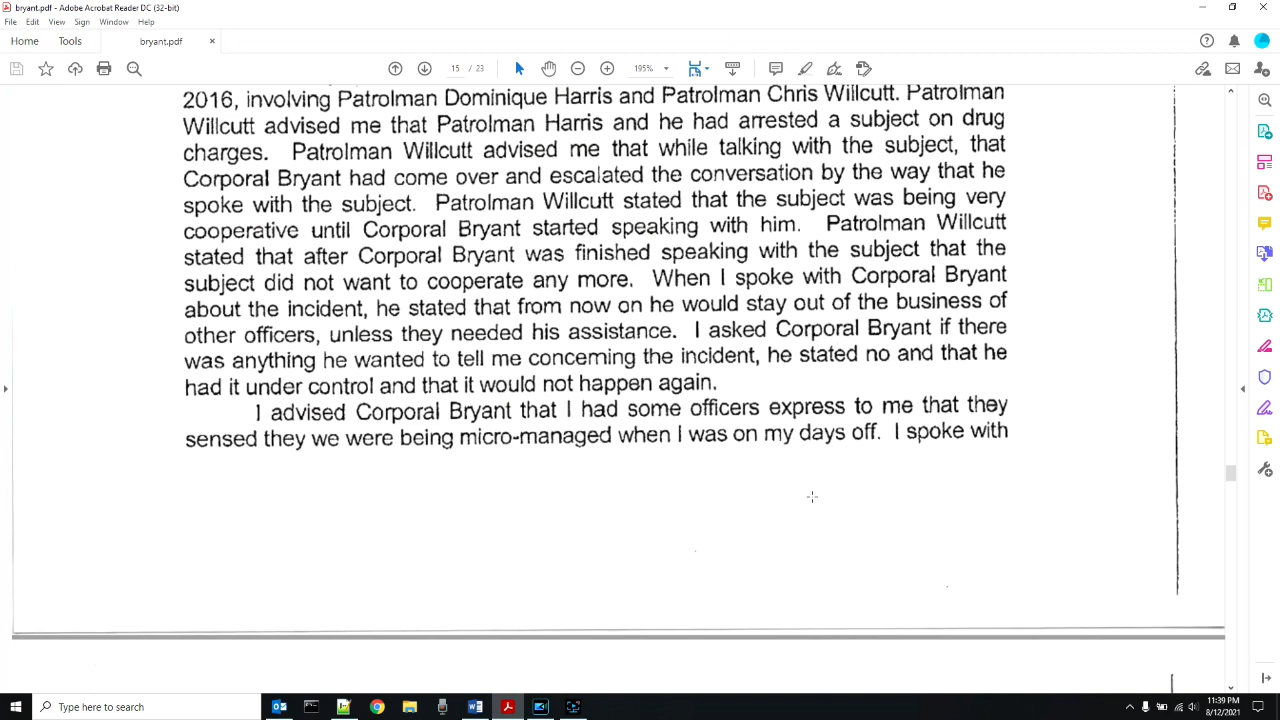 bryant.pdf - Adobe Acrobat Reader DC (32-bit)
File Edit View Sign Window Help
Home Tools bryant.pdf ×
15 / 23 195%
2016, involving Patrolman Dominique Harris and Patrolman Chris Willcutt. Patrolman
Willcutt advised me that Patrolman Harris and he had arrested a subject on drug
charges. Patrolman Willcutt advised me that while talking with the subject, that
Corporal Bryant had come over and escalated the conversation by the way that he
spoke with the subject. Patrolman Willcutt stated that the subject was being very
cooperative until Corporal Bryant started speaking with him. Patrolman Willcutt
stated that after Corporal Bryant was finished speaking with the subject that the
subject did not want to cooperate any more. When I spoke with Corporal Bryant
about the incident, he stated that from now on he would stay out of the business of
other officers, unless they needed his assistance. I asked Corporal Bryant if there
was anything he wanted to tell me concerning the incident, he stated no and that he
had it under control and that it would not happen again.
I advised Corporal Bryant that I had some officers express to me that they
sensed they we were being micro-managed when I was on my days off. I spoke with
Type here to search
11:39 PM
8/12/2021